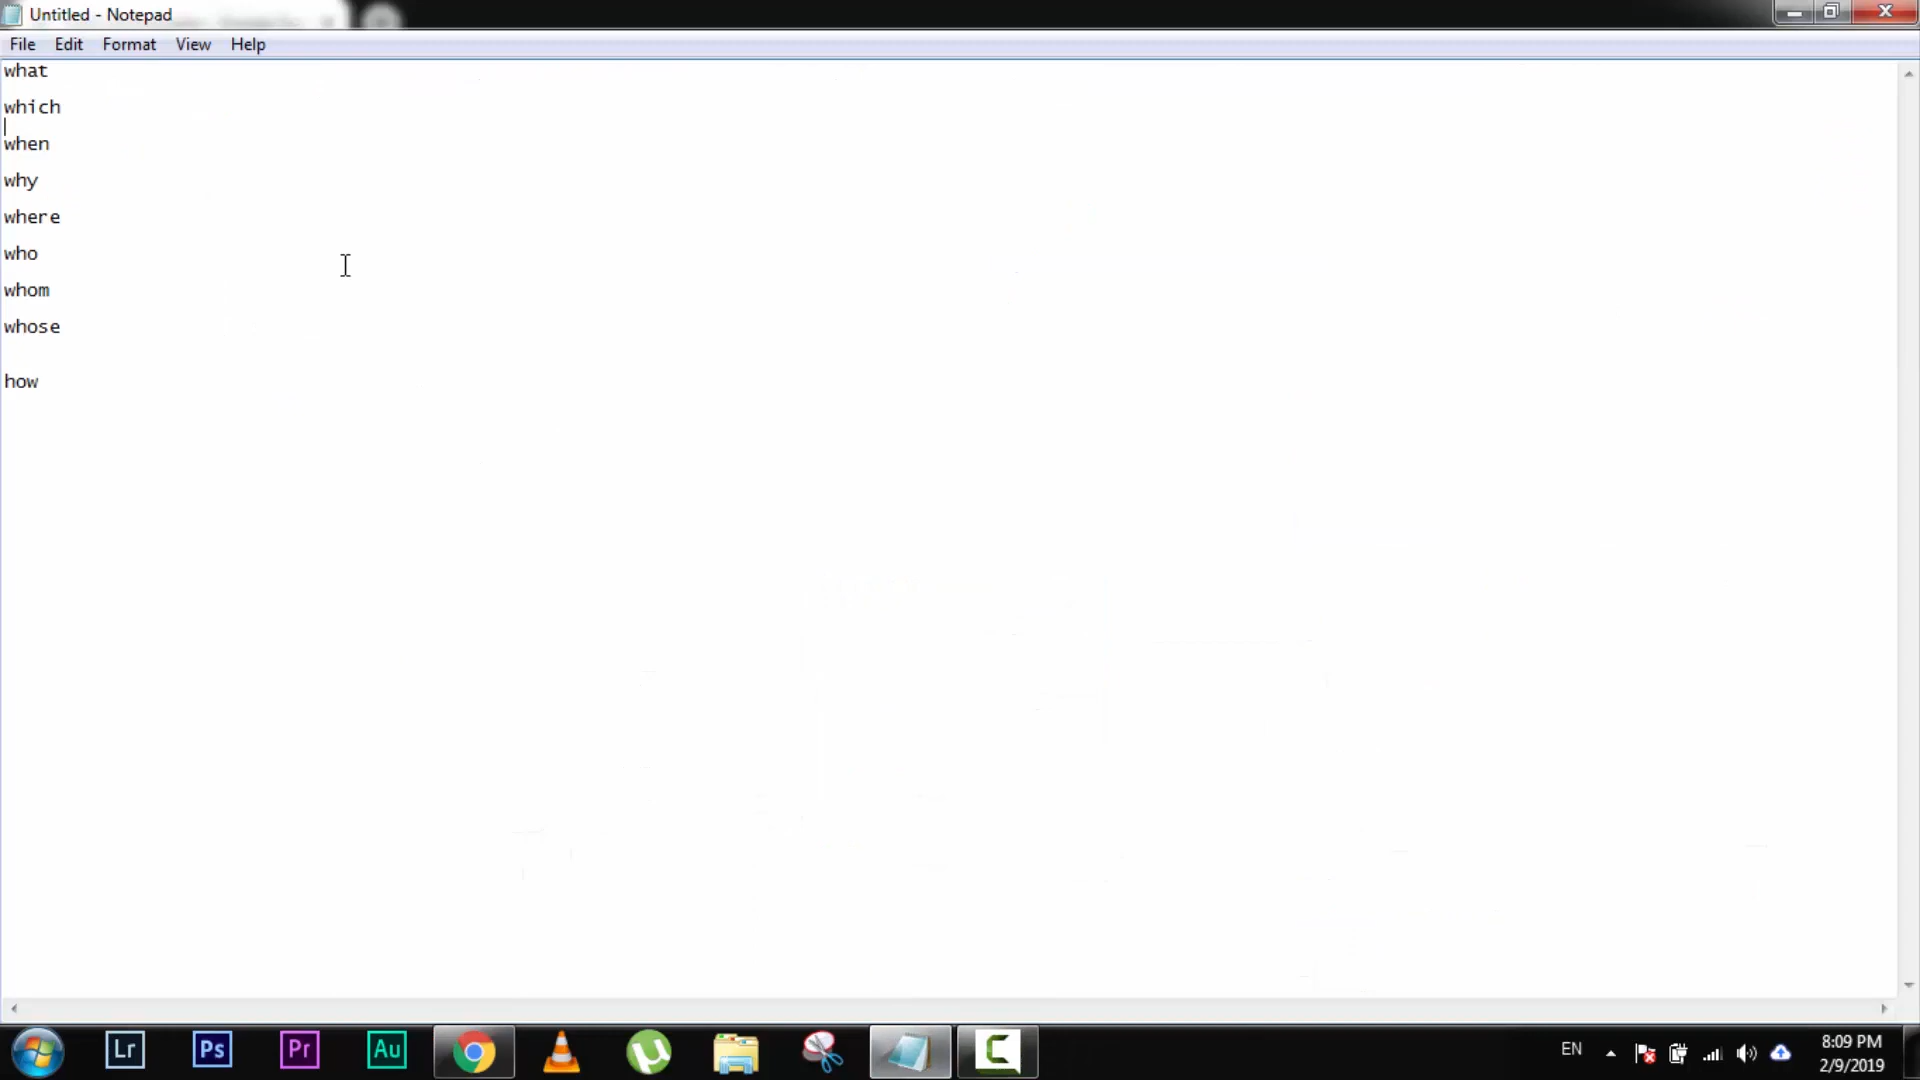 Untitled - Notepad
File Edit Format View Help
what
which
when
why
where
who
whom
whose
how
Lr Ps Pr Au EN 8:09 PM
2/9/2019